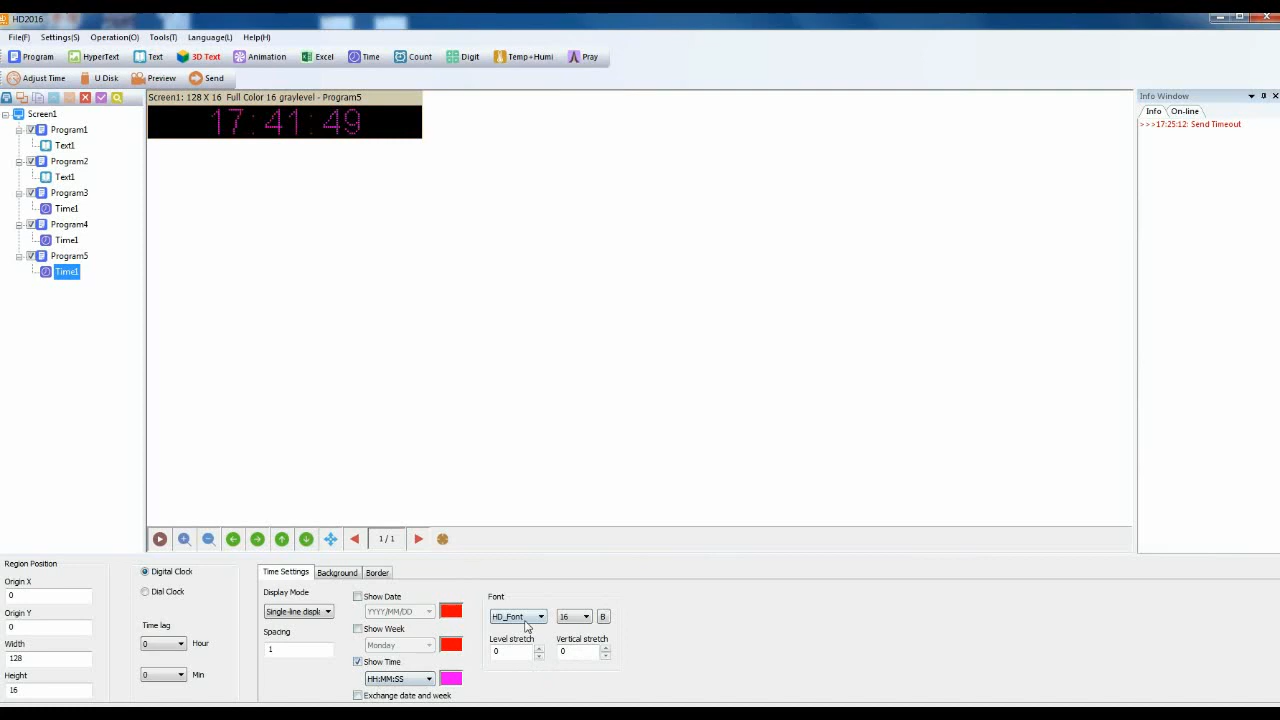 HD2016
File(F) Settings(S) Operation(O) Tools(T) Language(L) Help(H)
Program HyperText Text 3D Text Animation Excel Time Count Digit Temp+Humi Pray
Adjust Time U Disk Preview Send
Screen1
Program1
Text1
Program2
Text1
Program3
Time1
Program4
Time1
Program5
Time1
Screen1: 128 X 16 Full Color 16 graylevel - Program5
17:41:49
Info Window
Info On-line
>>>17:25:12: Send Timeout
1 / 1
Region Position
Origin X
0
Origin Y
0
Width
128
Height
16
Digital Clock
Dial Clock
Time lag
0 Hour
0 Min
Time Settings Background Border
Display Mode
Single-line displ
Spacing
1
Show Date
YYYY/MM/DD
Show Week
Monday
Show Time
HH:MM:SS
Exchange date and week
Font
HD_Font 16 B
Level stretch Vertical stretch
0 0